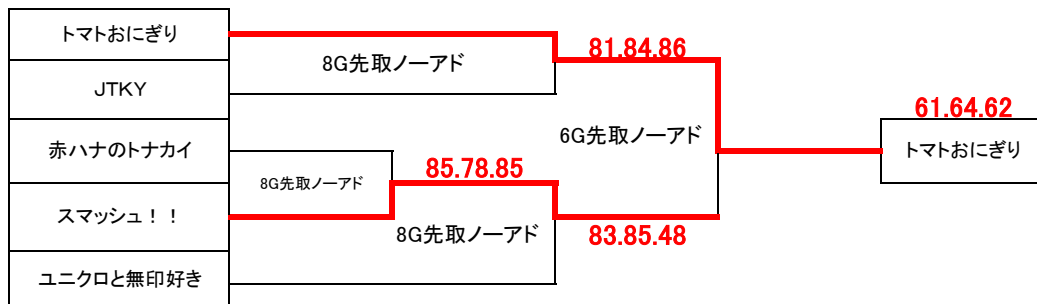 トマトおにぎり
JTKY
赤ハナのトナカイ
スマッシュ！！
ユニクロと無印好き
8G先取ノーアド
8G先取ノーアド
85.78.85
8G先取ノーアド
81.84.86
6G先取ノーアド
83.85.48
61.64.62
トマトおにぎり